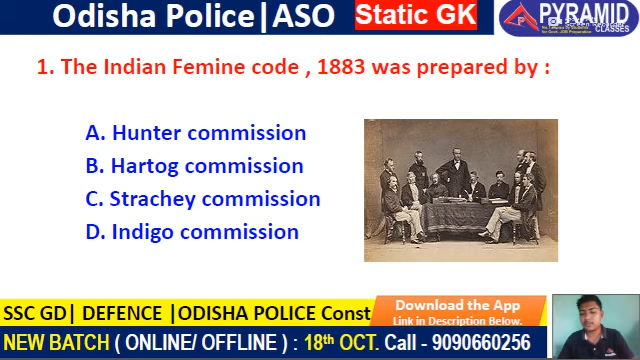 Odisha Police|ASO Static GK
PYRAMID
CLASSES
1. The Indian Femine code , 1883 was prepared by :
A. Hunter commission
B. Hartog commission
C. Strachey commission
D. Indigo commission
SSC GD| DEFENCE |ODISHA POLICE Const
Download the App
Link in Description Below.
NEW BATCH ( ONLINE/ OFFLINE ) : 18th OCT. Call - 9090660256